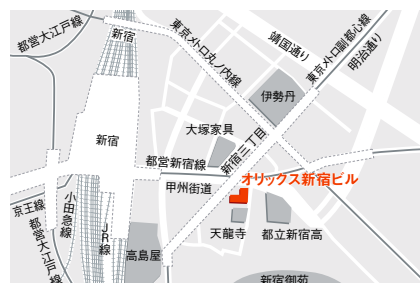 都営大江戸線
新宿
東京メトロ丸ノ内線
靖国通り
東京メトロ副都心線
明治通り
伊勢丹
大塚家具
新宿三丁目
新宿
都営新宿線
甲州街道
オリックス新宿ビル
京王線
小田急線
都営大江戸線
JR線
高島屋
天龍寺
都立新宿高
新宿御苑